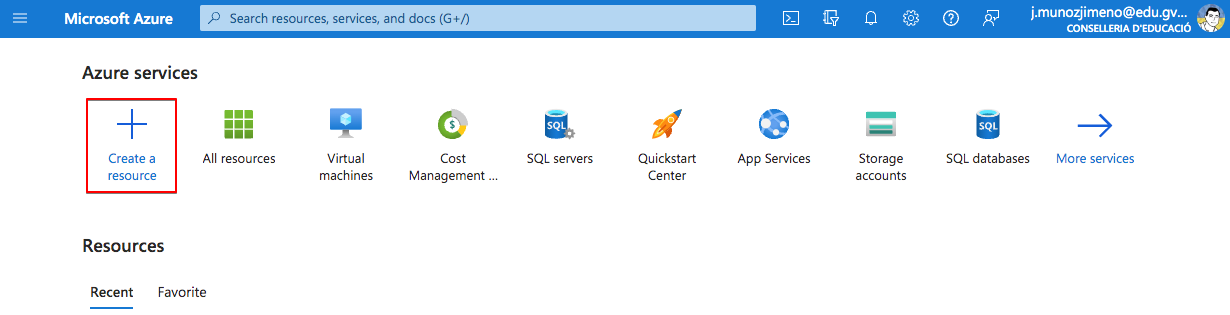 Microsoft Azure
Search resources, services, and docs (G+/)
j.munozjimeno@edu.gv...
CONSELLERIA D'EDUCACIÓ
Azure services
Create a
resource
All resources
Virtual
machines
Cost
Management ...
SQL
SQL servers
Quickstart
Center
App Services
Storage
accounts
SQL
SQL databases
More services
Resources
Recent
Favorite